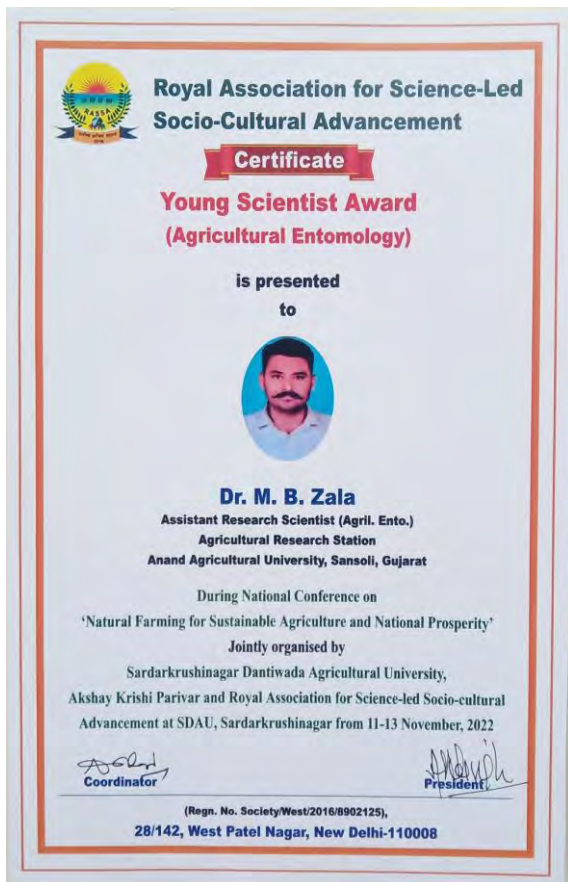 RASSA
Royal Association for Science-Led
Socio-Cultural Advancement
Certificate
Young Scientist Award
(Agricultural Entomology)
is presented
to
Dr. M. B. Zala
Assistant Research Scientist (Agril. Ento.)
Agricultural Research Station
Anand Agricultural University, Sansoli, Gujarat
During National Conference on
‘Natural Farming for Sustainable Agriculture and National Prosperity’
Jointly organised by
Sardarkrushinagar Dantiwada Agricultural University,
Akshay Krishi Parivar and Royal Association for Science-led Socio-cultural
Advancement at SDAU, Sardarkrushinagar from 11-13 November, 2022
Coordinator
President
(Regn. No. Society/West/2016/8902125),
28/142, West Patel Nagar, New Delhi-110008